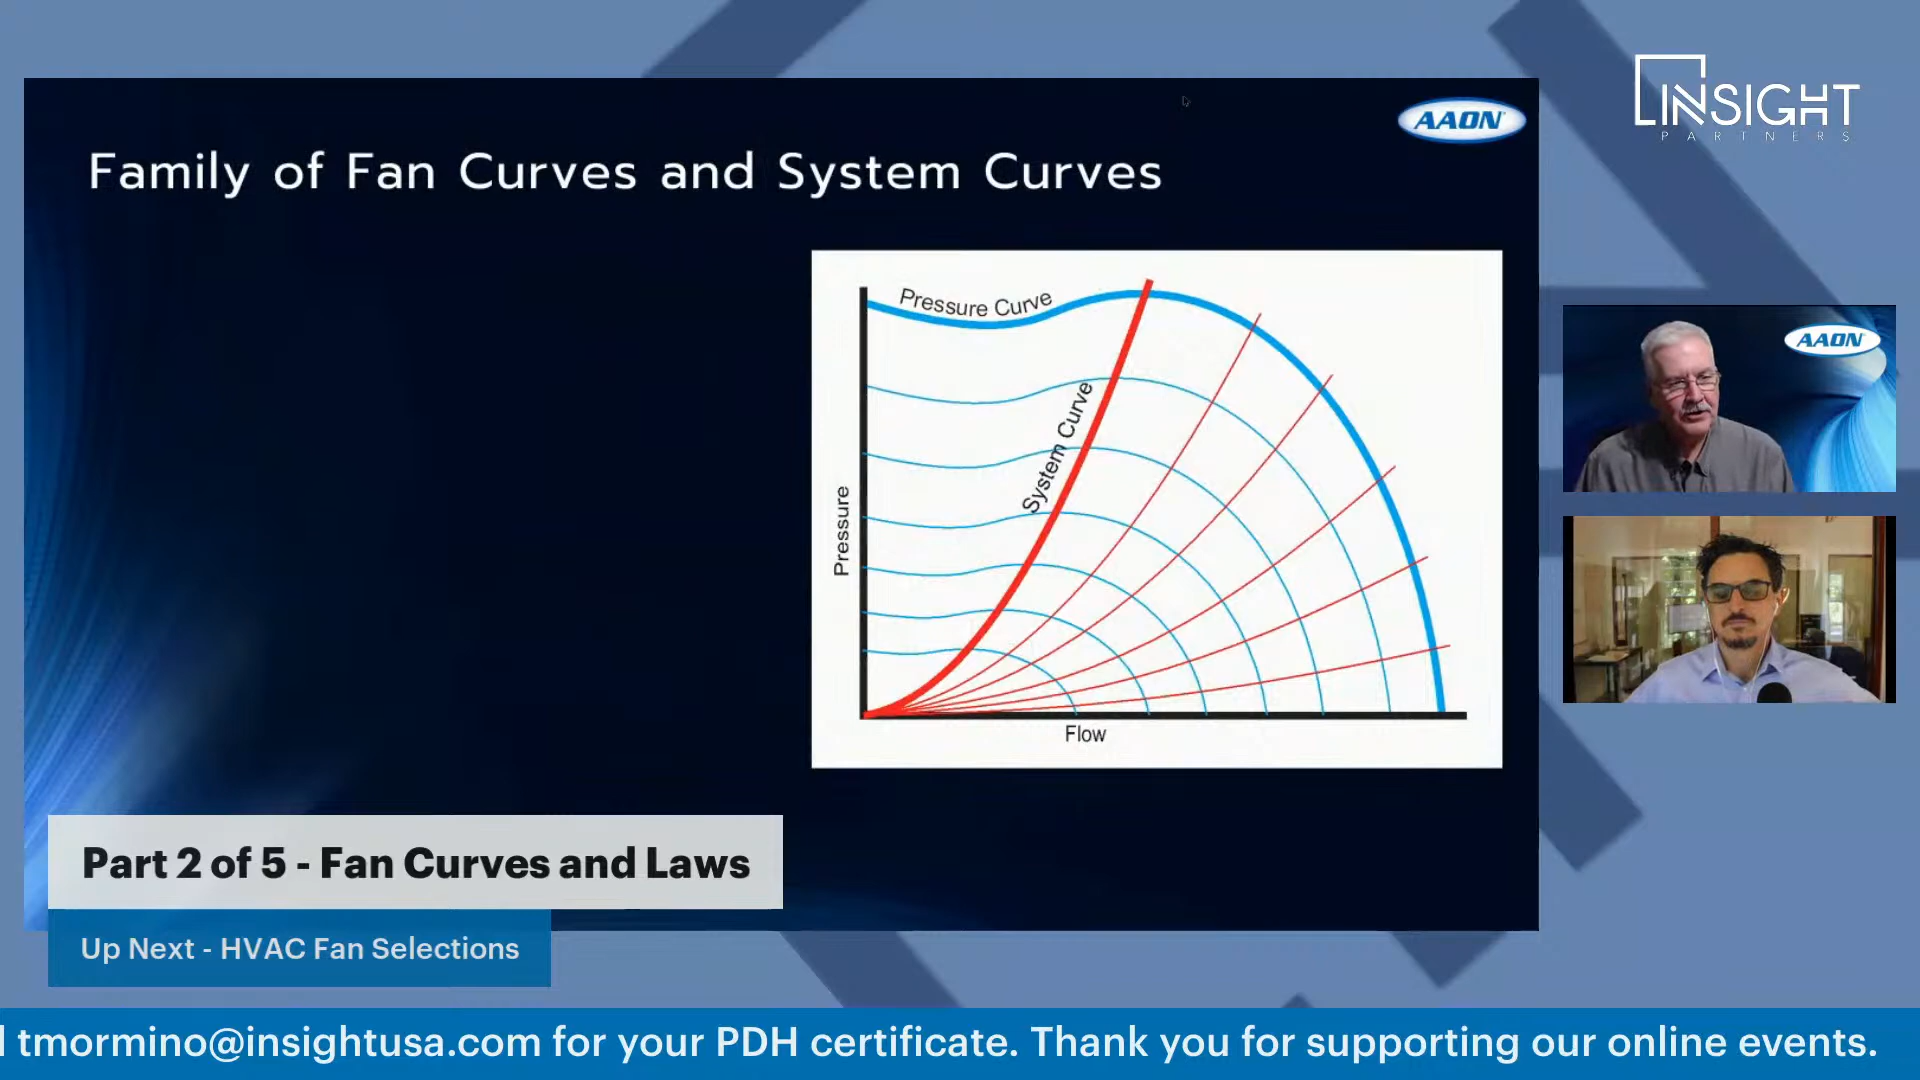 INSIGHT
PARTNERS
AAON
Family of Fan Curves and System Curves
Pressure Curve
System Curve
Pressure
Flow
AAON
Part 2 of 5 - Fan Curves and Laws
Up Next - HVAC Fan Selections
tmormino@insightusa.com for your PDH certificate. Thank you for supporting our online events.